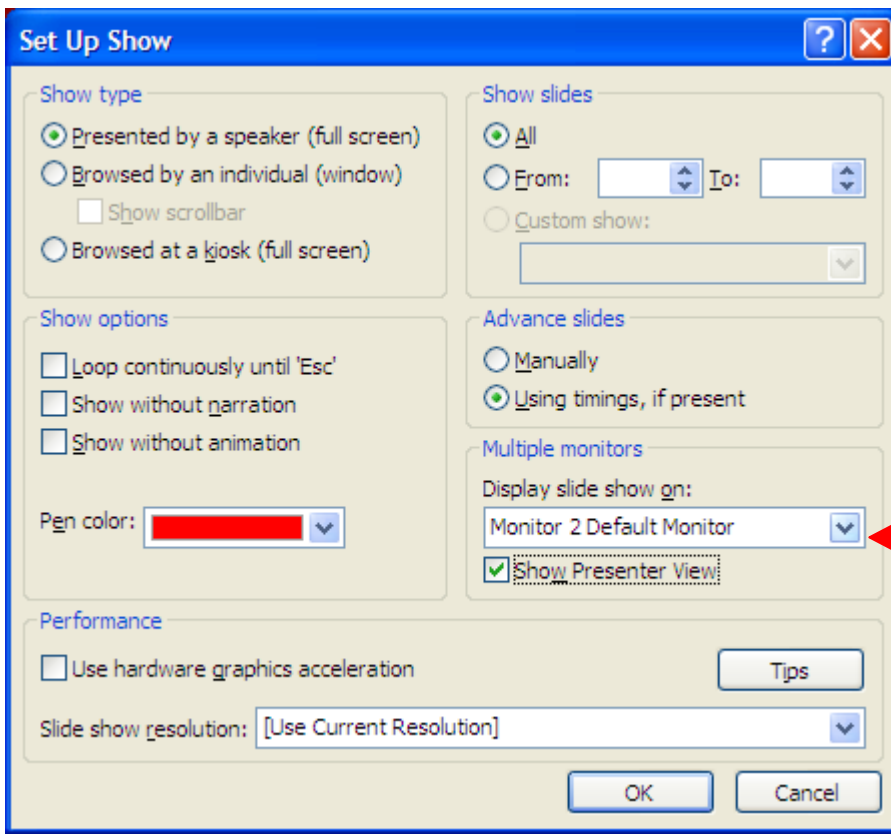 Set Up Show
Show type
Presented by a speaker (full screen)
Browsed by an individual (window)
Show scrollbar
Browsed at a kiosk (full screen)
Show slides
All
From: To:
Custom show:
Show options
Loop continuously until 'Esc'
Show without narration
Show without animation
Pen color:
Advance slides
Manually
Using timings, if present
Multiple monitors
Display slide show on:
Monitor 2 Default Monitor
Show Presenter View
Performance
Use hardware graphics acceleration
Tips
Slide show resolution: [Use Current Resolution]
OK Cancel